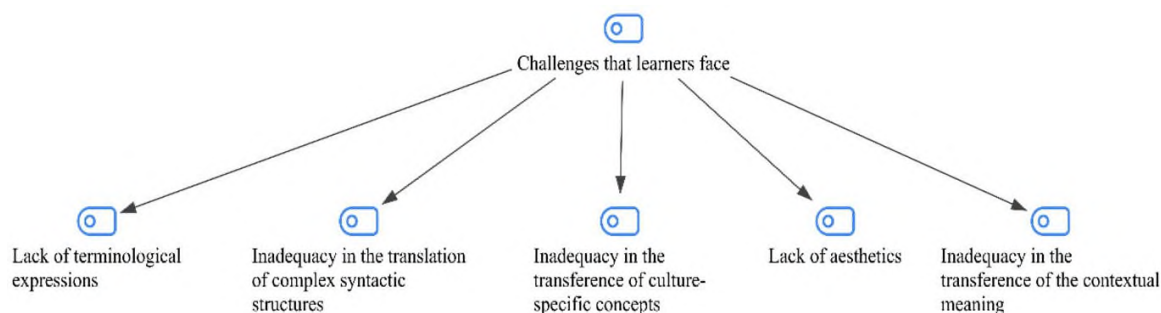 Challenges that learners face
Lack of terminological
expressions
Inadequacy in the translation
of complex syntactic
structures
Inadequacy in the
transference of culture-
specific concepts
Lack of aesthetics
Inadequacy in the
transference of the contextual
meaning